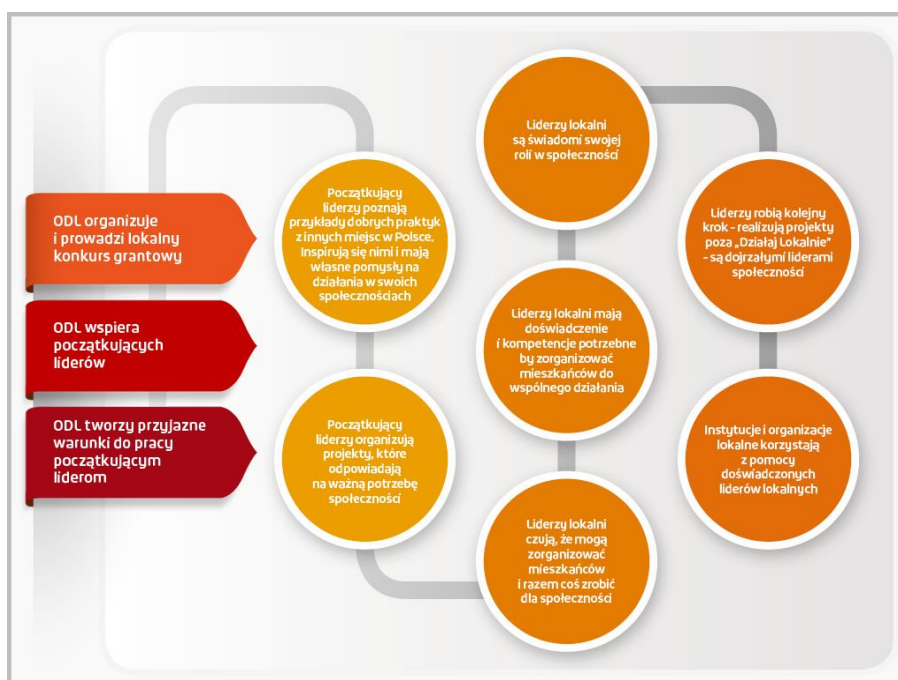 ODL organizuje
i prowadzi lokalny
konkurs grantowy
ODL wspiera
początkujących
liderów
ODL tworzy przyjazne
warunki do pracy
początkującym
liderom
Początkujący
liderzy poznają
przykłady dobrych praktyk
z innych miejsc w Polsce.
Inspirują się nimi i mają
własne pomysły na
działania w swoich
społecznościach
Początkujący
liderzy organizują
projekty, które
odpowiadają
na ważną potrzebę
społeczności
Liderzy lokalni
są świadomi swojej
roli w społeczności
Liderzy lokalni mają
doświadczenie
i kompetencje potrzebne
by zorganizować
mieszkańców do
wspólnego działania
Liderzy lokalni
czują, że mogą
zorganizować
mieszkańców
i razem coś zrobić
dla społeczności
Liderzy robią kolejny
krok - realizują projekty
poza „Działaj Lokalnie”
- są dojrzałymi liderami
społeczności
Instytucje i organizacje
lokalne korzystają
z pomocy
doświadczonych
liderów lokalnych